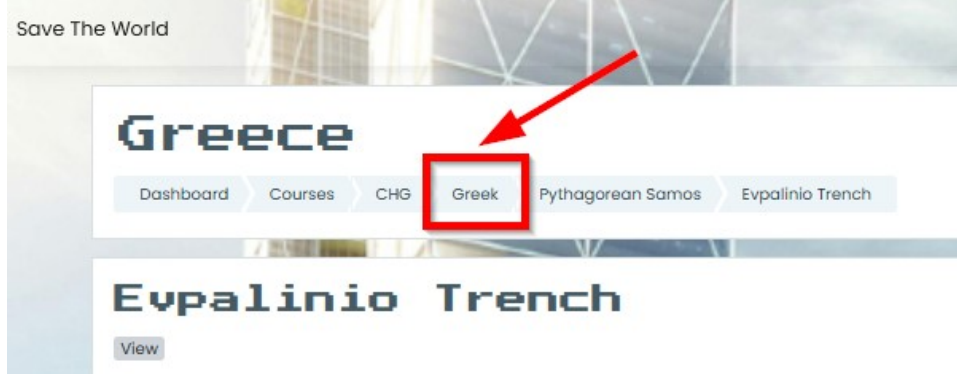 Save The World
Greece
Dashboard Courses CHG Greek Pythagorean Samos Evpalinio Trench
Evpalinio Trench
View